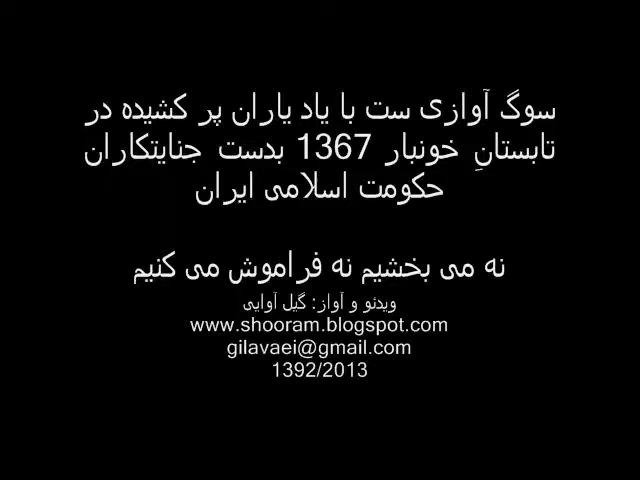 سوگ آوازی ست با یاد یاران پر کشیده در
تابستانِ خونبار 1367 بدست جنایتکاران
حکومت اسلامی ایران
نه می بخشیم نه فراموش می کنیم
ویدئو و آواز: گیل آوایی
www.shooram.blogspot.com
gilavaei@gmail.com
1392/2013